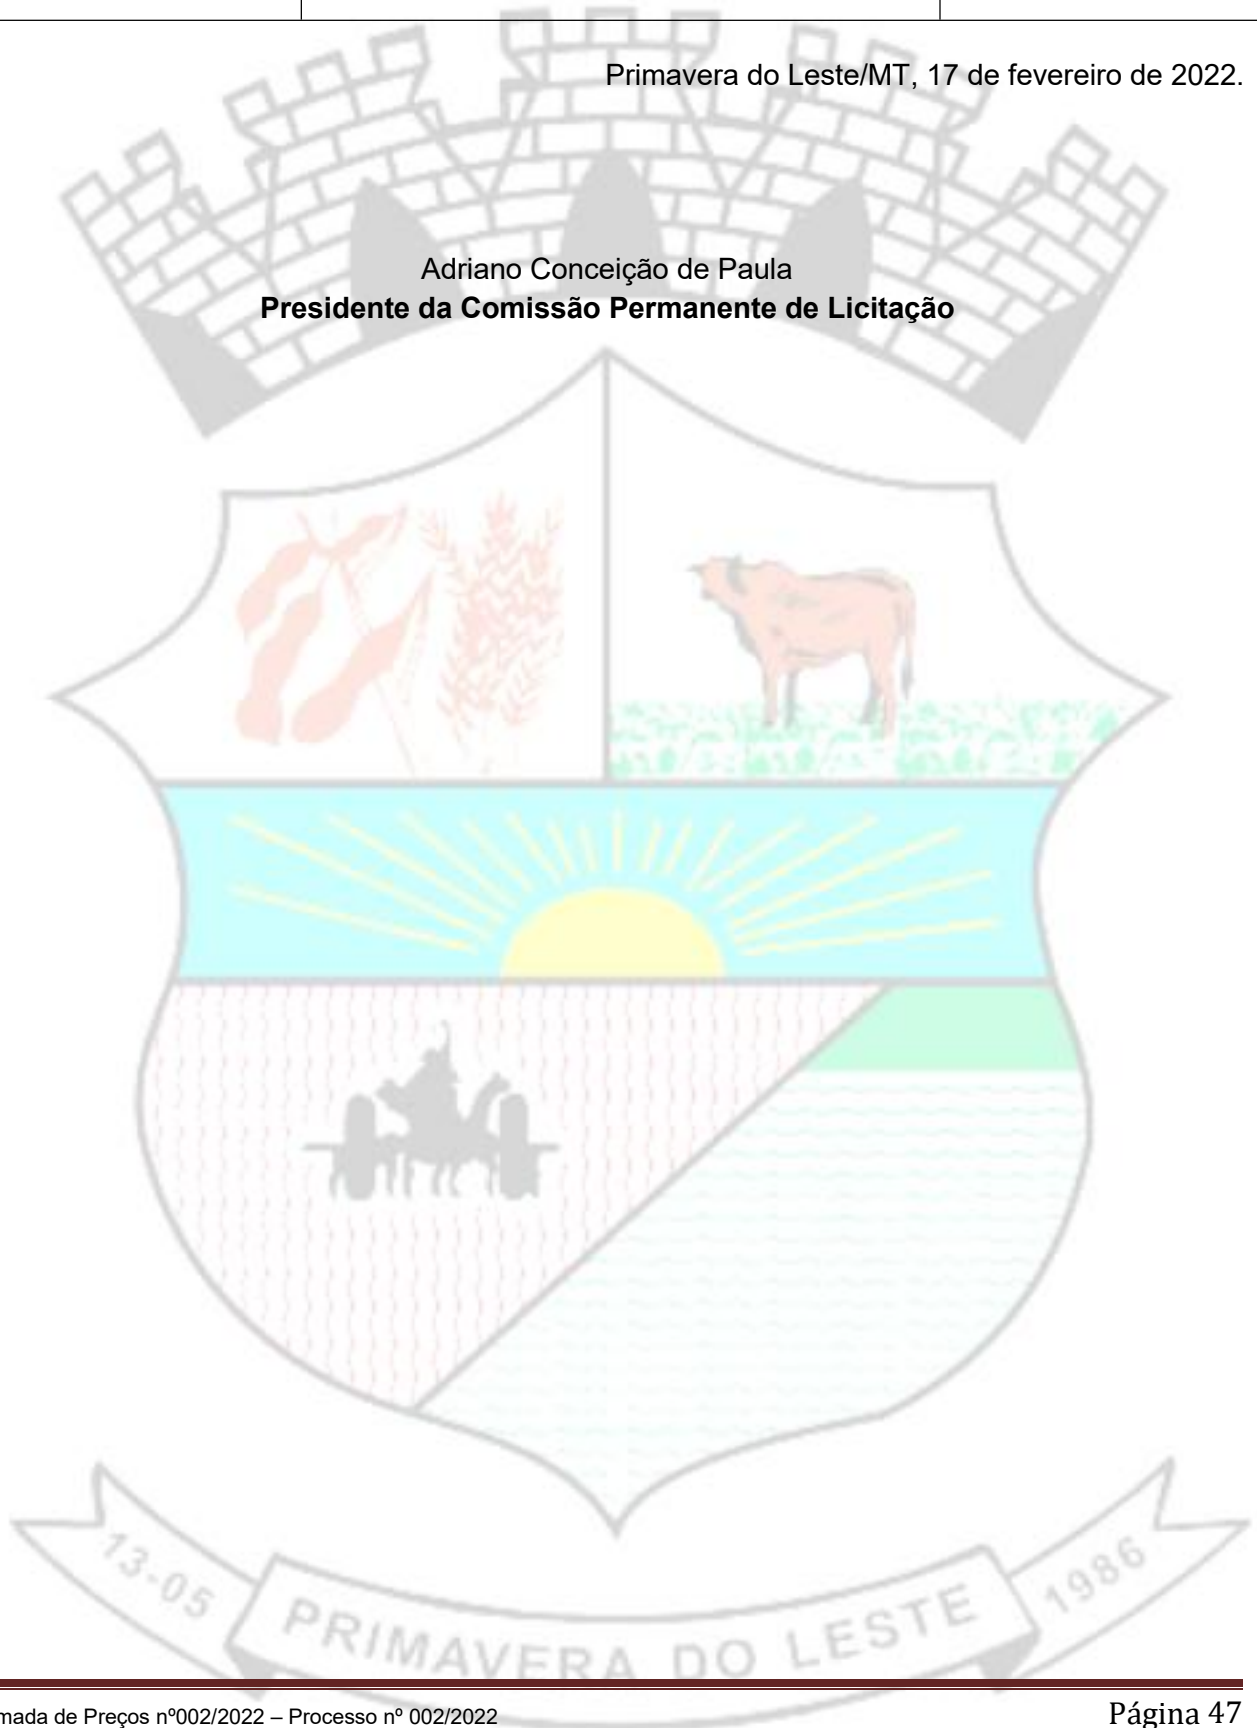 Primavera do Leste/MT, 17 de fevereiro de 2022.
Adriano Conceição de Paula
Presidente da Comissão Permanente de Licitação
13-05
PRIMAVERA DO LESTE
1986
de Preços nº002/2022 – Processo nº 002/2022
Página 47